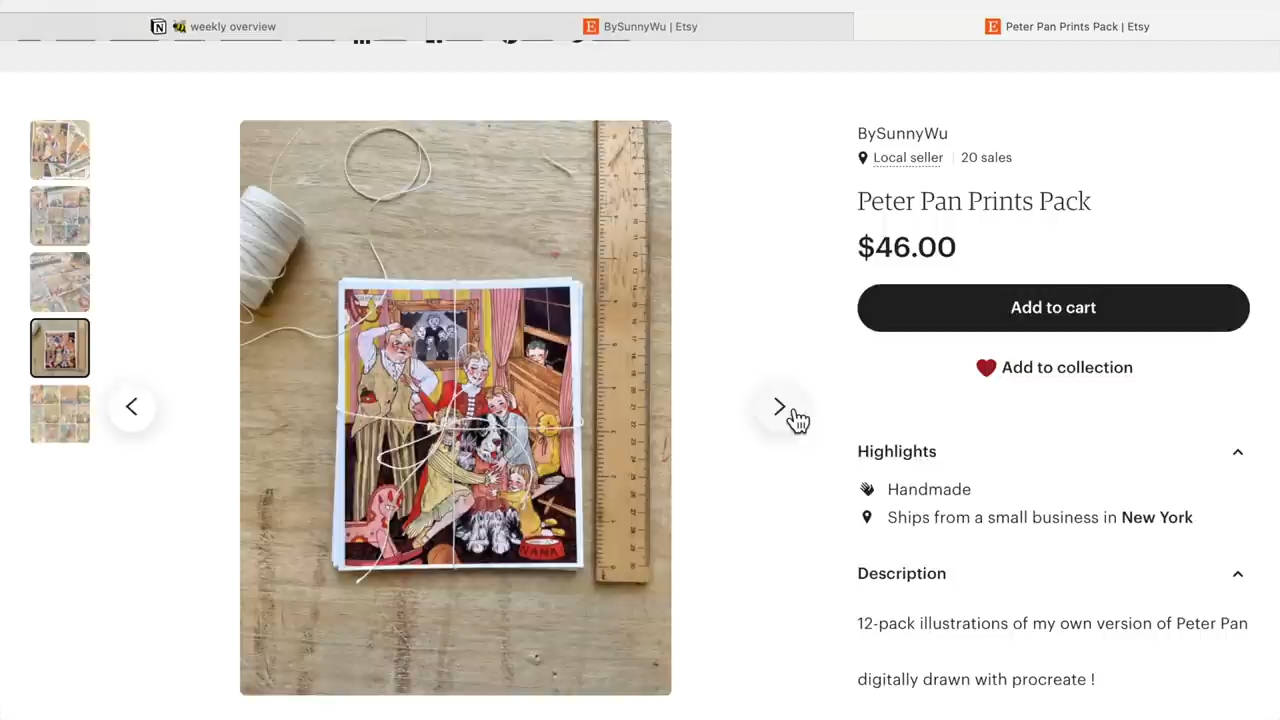 weekly overview
BySunnyWu | Etsy
Peter Pan Prints Pack | Etsy
BySunnyWu
Local seller
20 sales
Peter Pan Prints Pack
$46.00
Add to cart
Add to collection
Highlights
Handmade
Ships from a small business in New York
Description
12-pack illustrations of my own version of Peter Pan
digitally drawn with procreate !
NANA